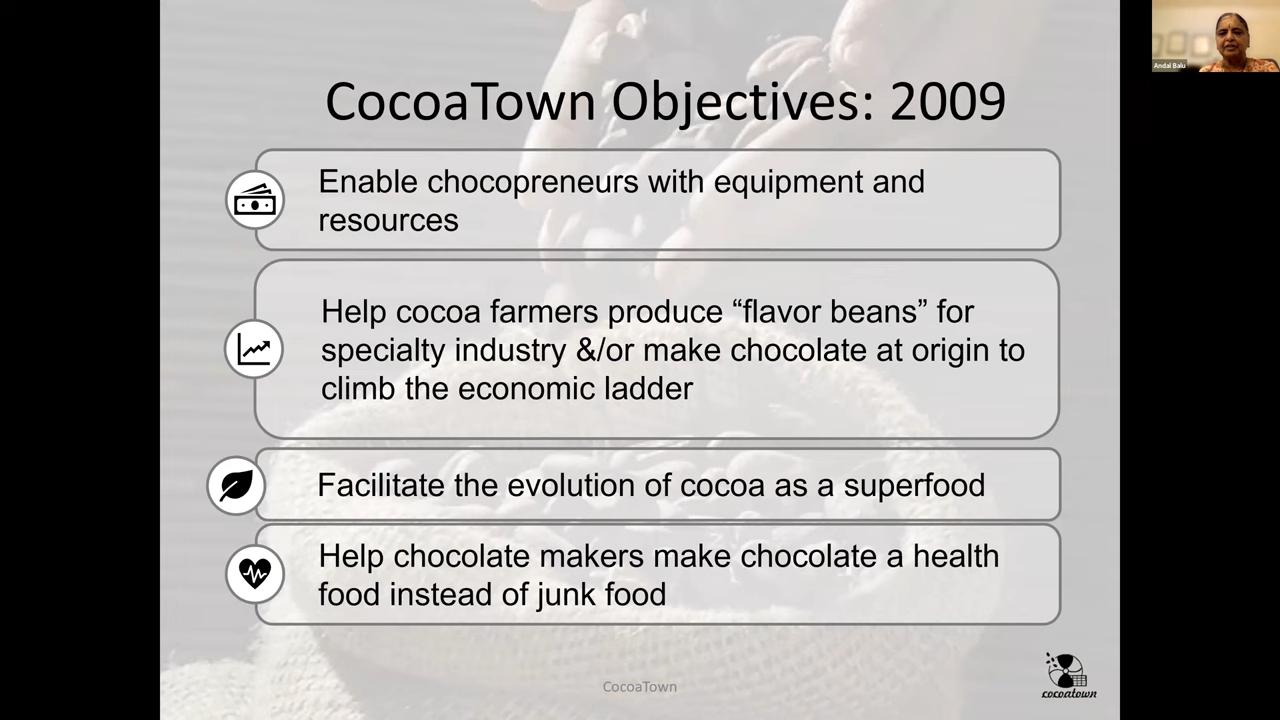 Andal Balu
CocoaTown Objectives: 2009
Enable chocopreneurs with equipment and
resources
Help cocoa farmers produce “flavor beans” for
specialty industry &/or make chocolate at origin to
climb the economic ladder
Facilitate the evolution of cocoa as a superfood
Help chocolate makers make chocolate a health
food instead of junk food
CocoaTown
cocoatown